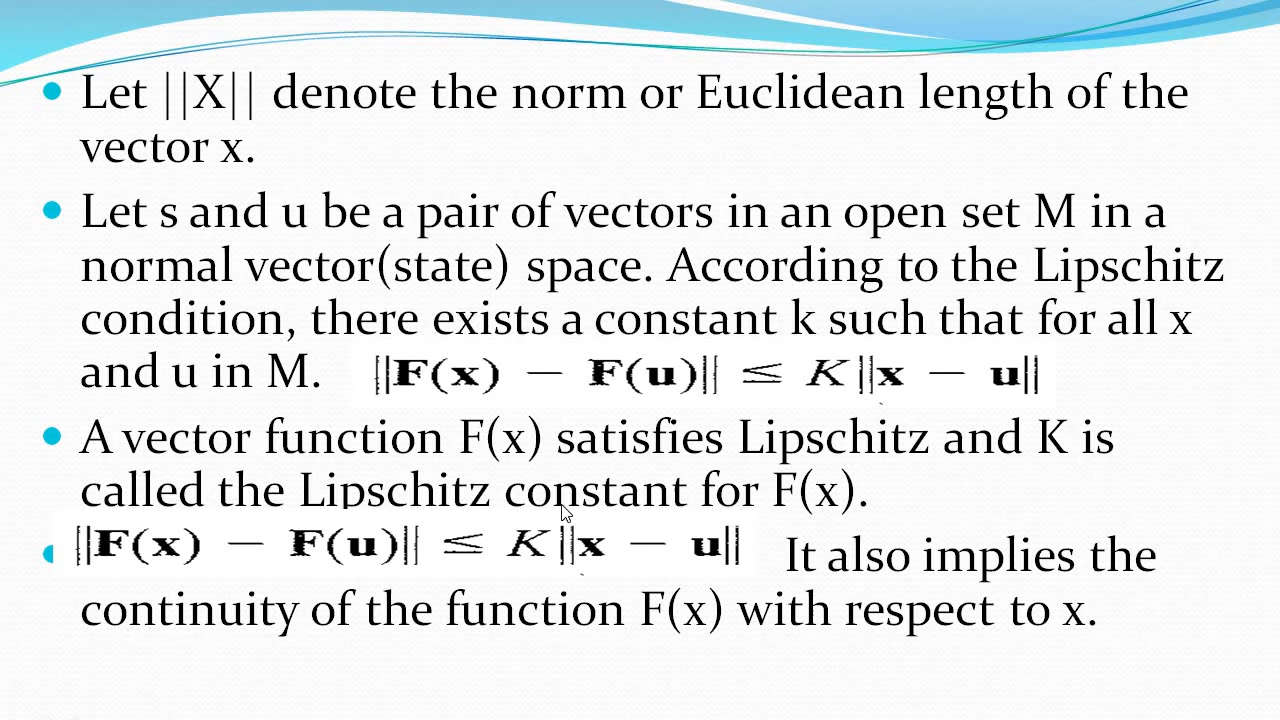 Let ||X|| denote the norm or Euclidean length of the
vector x.
Let s and u be a pair of vectors in an open set M in a
normal vector(state) space. According to the Lipschitz
condition, there exists a constant k such that for all x
and u in M. ||F(x) − F(u)|| ≤ K||x − u||
A vector function F(x) satisfies Lipschitz and K is
called the Lipschitz constant for F(x).
||F(x) − F(u)|| ≤ K||x − u|| It also implies the
continuity of the function F(x) with respect to x.